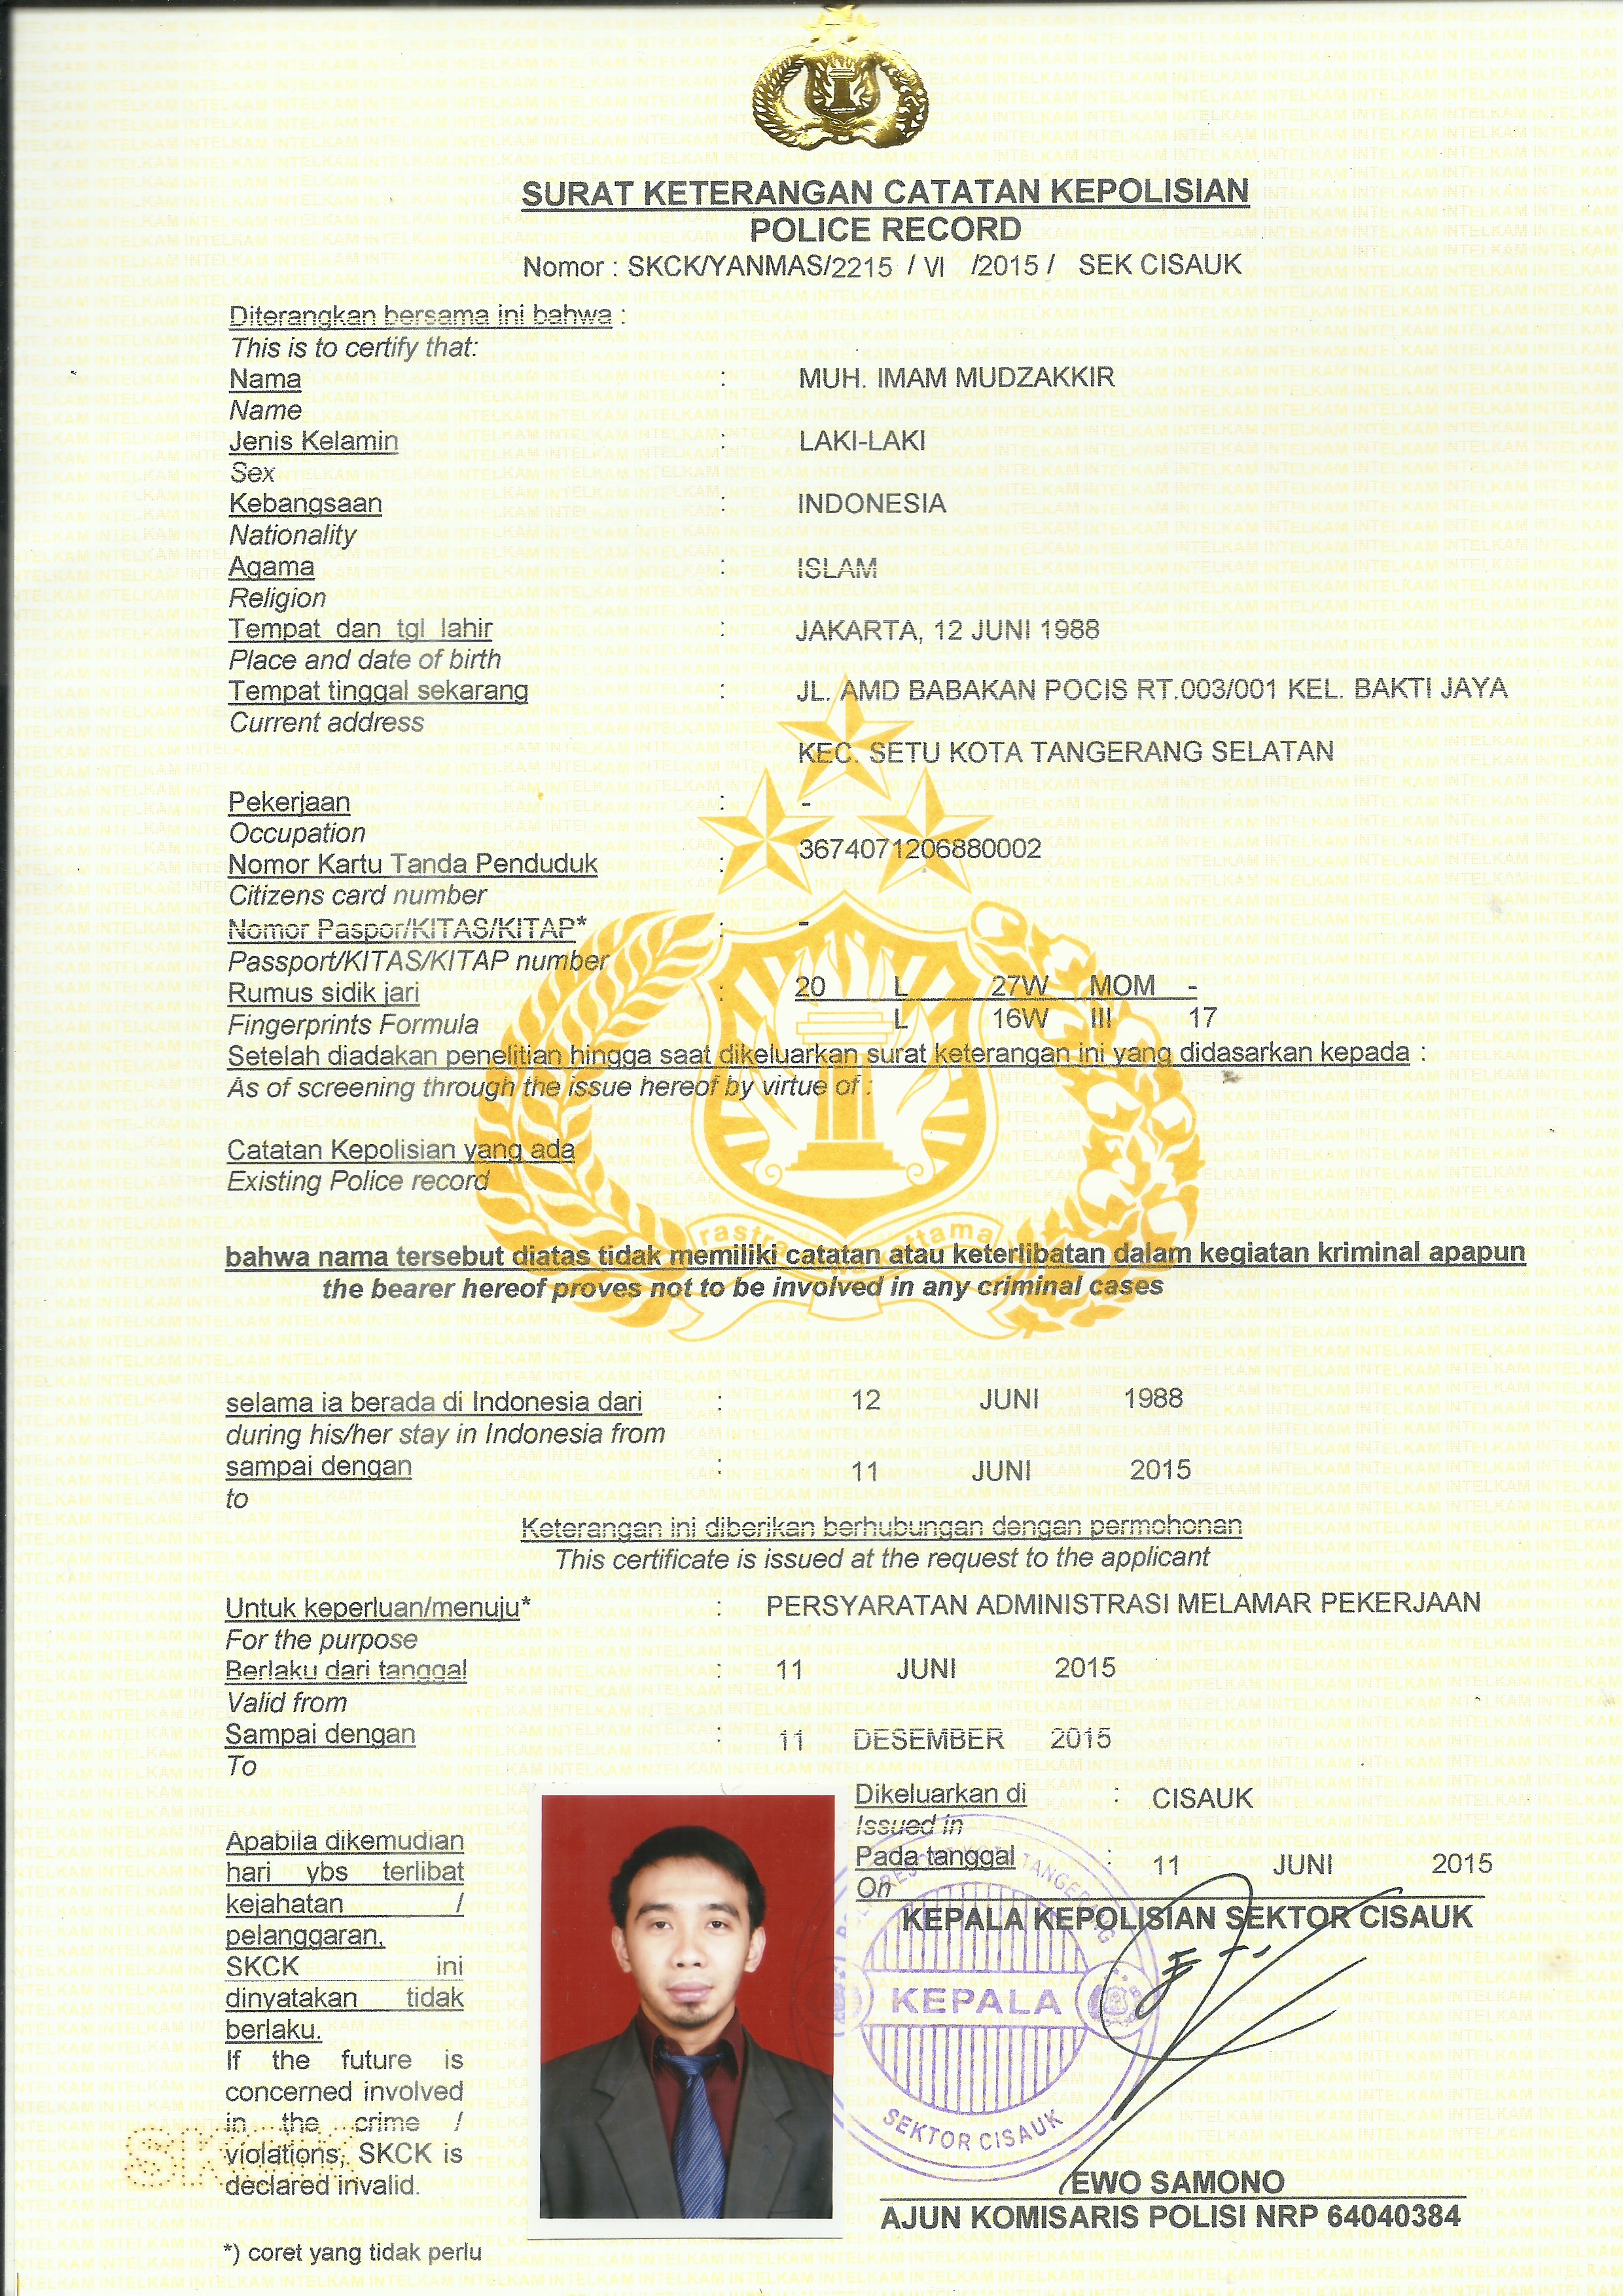 SURAT KETERANGAN CATATAN KEPOLISIAN
POLICE RECORD
Nomor : SKCK/YANMAS/2215 / VI /2015 / SEK CISAUK
Diterangkan bersama ini bahwa :
This is to certify that:
Nama : MUH. IMAM MUDZAKKIR
Name
Jenis Kelamin : LAKI-LAKI
Sex
Kebangsaan : INDONESIA
Nationality
Agama : ISLAM
Religion
Tempat dan tgl lahir : JAKARTA, 12 JUNI 1988
Place and date of birth
Tempat tinggal sekarang : JL. AMD BABAKAN POCIS RT.003/001 KEL. BAKTI JAYA
Current address
KEC. SETU KOTA TANGERANG SELATAN
Pekerjaan : -
Occupation
Nomor Kartu Tanda Penduduk : 3674071206880002
Citizens card number
Nomor Paspor/KITAS/KITAP* : -
Passport/KITAS/KITAP number
Rumus sidik jari : 20 L 27W MOM -
Fingerprints Formula L 16W III 17
Setelah diadakan penelitian hingga saat dikeluarkan surat keterangan ini yang didasarkan kepada :
As of screening through the issue hereof by virtue of :
Catatan Kepolisian yang ada
Existing Police record
rastama
bahwa nama tersebut diatas tidak memiliki catatan atau keterlibatan dalam kegiatan kriminal apapun
the bearer hereof proves not to be involved in any criminal cases
selama ia berada di Indonesia dari : 12 JUNI 1988
during his/her stay in Indonesia from
sampai dengan : 11 JUNI 2015
to
Keterangan ini diberikan berhubungan dengan permohonan
This certificate is issued at the request to the applicant
Untuk keperluan/menuju* : PERSYARATAN ADMINISTRASI MELAMAR PEKERJAAN
For the purpose
Berlaku dari tanggal : 11 JUNI 2015
Valid from
Sampai dengan : 11 DESEMBER 2015
To
Apabila dikemudian
hari ybs terlibat
kejahatan /
pelanggaran,
SKCK ini
dinyatakan tidak
berlaku.
If the future is
concerned involved
in the crime /
violations, SKCK is
declared invalid.
*) coret yang tidak perlu
Dikeluarkan di : CISAUK
Issued in
Pada tanggal : 11 JUNI 2015
On
KEPALA KEPOLISIAN SEKTOR CISAUK
KEPALA
SEKTOR CISAUK
EWO SAMONO
AJUN KOMISARIS POLISI NRP 64040384